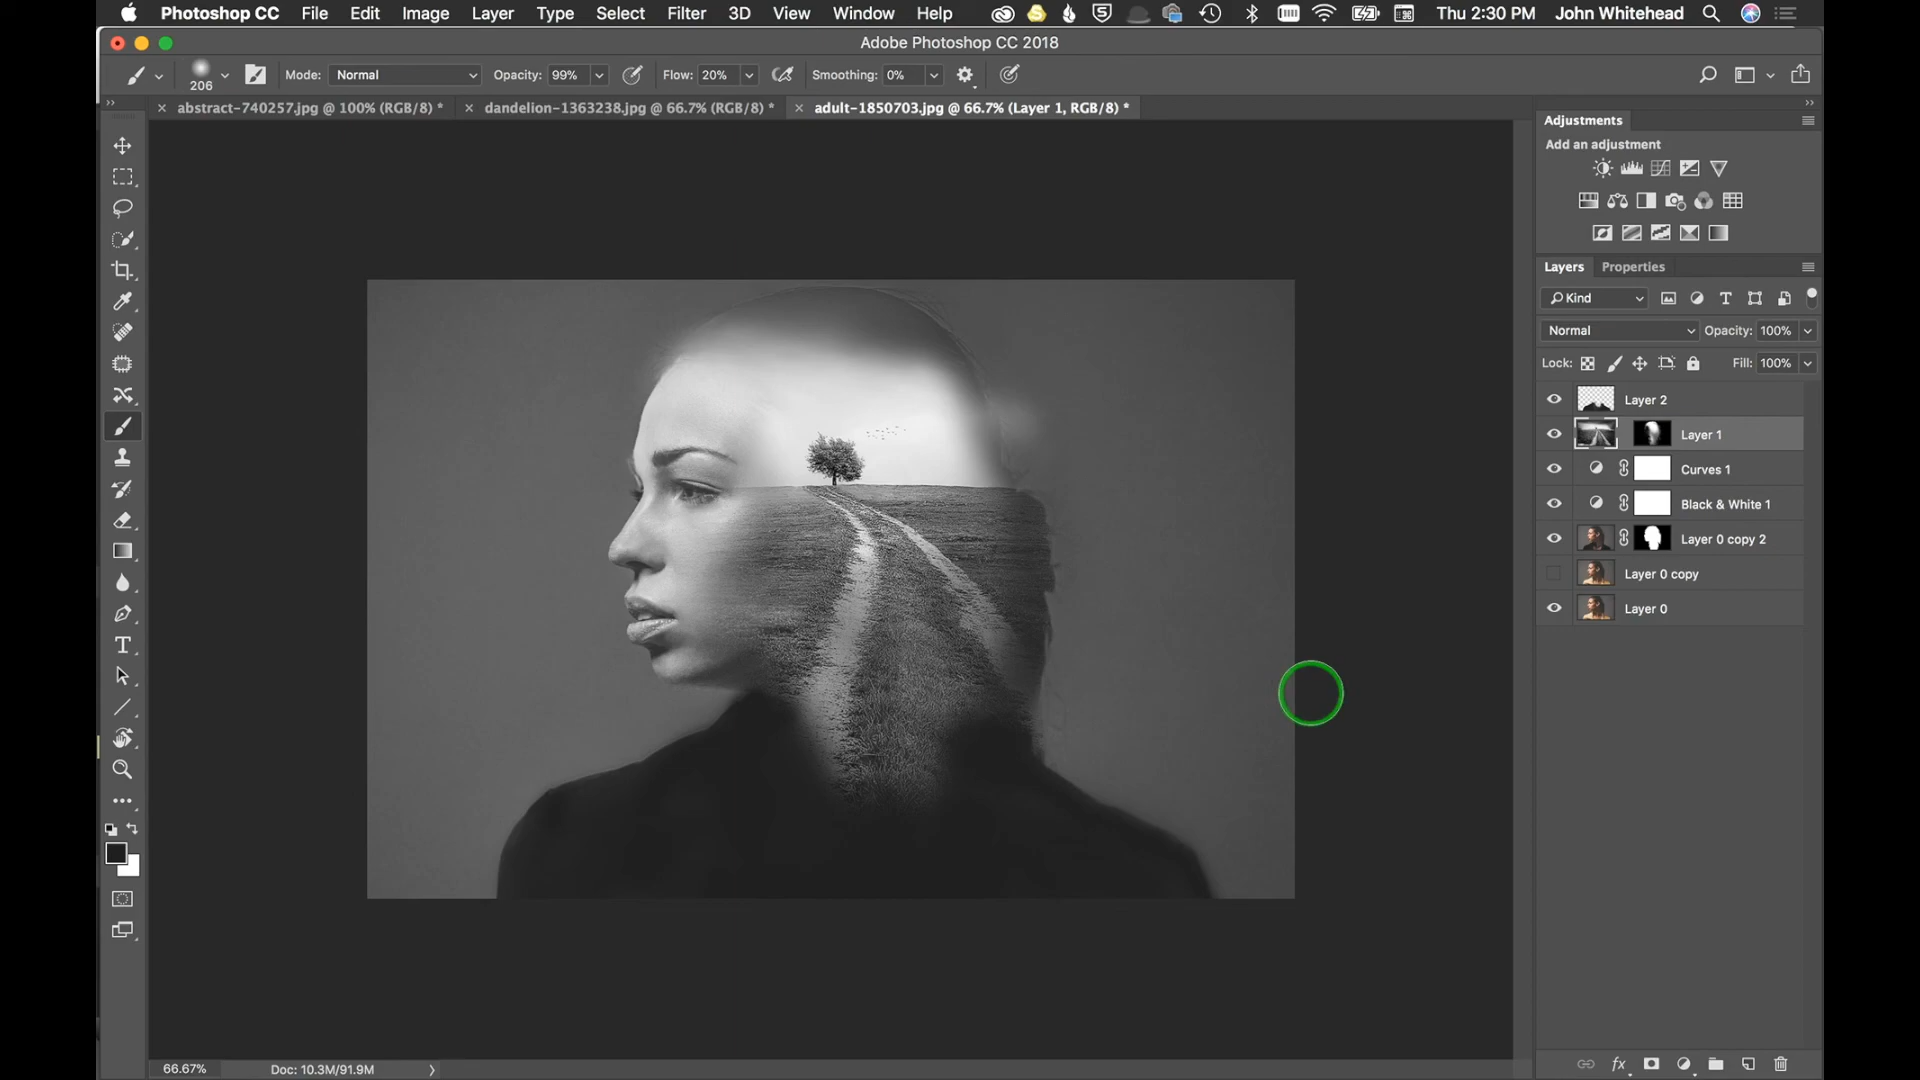 Photoshop CC File Edit Image Layer Type Select Filter 3D View Window Help Thu 2:30 PM John Whitehead
Adobe Photoshop CC 2018
206 Mode: Normal Opacity: 99% Flow: 20% Smoothing: 0%
abstract-740257.jpg @ 100% (RGB/8) * dandelion-1363238.jpg @ 66.7% (RGB/8) * adult-1850703.jpg @ 66.7% (Layer 1, RGB/8) *
Adjustments
Add an adjustment
Layers Properties
Kind
Normal Opacity: 100%
Lock: Fill: 100%
Layer 2
Layer 1
Curves 1
Black & White 1
Layer 0 copy 2
Layer 0 copy
Layer 0
66.67% Doc: 10.3M/91.9M